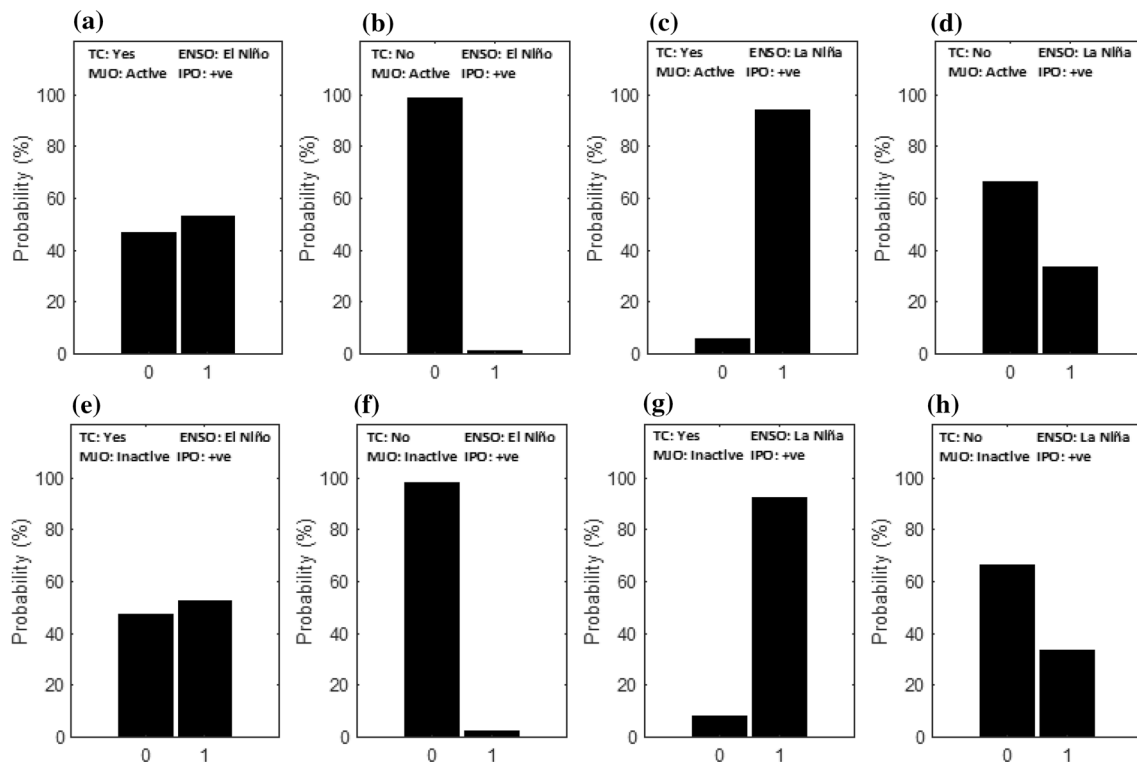 (a)
TC: Yes ENSO: El Niño
MJO: Active IPO: +ve
100
80
60
40
20
0
Probability (%)
0 1
(b)
TC: No ENSO: El Niño
MJO: Active IPO: +ve
100
80
60
40
20
0
Probability (%)
0 1
(c)
TC: Yes ENSO: La Niña
MJO: Active IPO: +ve
100
80
60
40
20
0
Probability (%)
0 1
(d)
TC: No ENSO: La Niña
MJO: Active IPO: +ve
100
80
60
40
20
0
Probability (%)
0 1
(e)
TC: Yes ENSO: El Niño
MJO: Inactive IPO: +ve
100
80
60
40
20
0
Probability (%)
0 1
(f)
TC: No ENSO: El Niño
MJO: Inactive IPO: +ve
100
80
60
40
20
0
Probability (%)
0 1
(g)
TC: Yes ENSO: La Niña
MJO: Inactive IPO: +ve
100
80
60
40
20
0
Probability (%)
0 1
(h)
TC: No ENSO: La Niña
MJO: Inactive IPO: +ve
100
80
60
40
20
0
Probability (%)
0 1